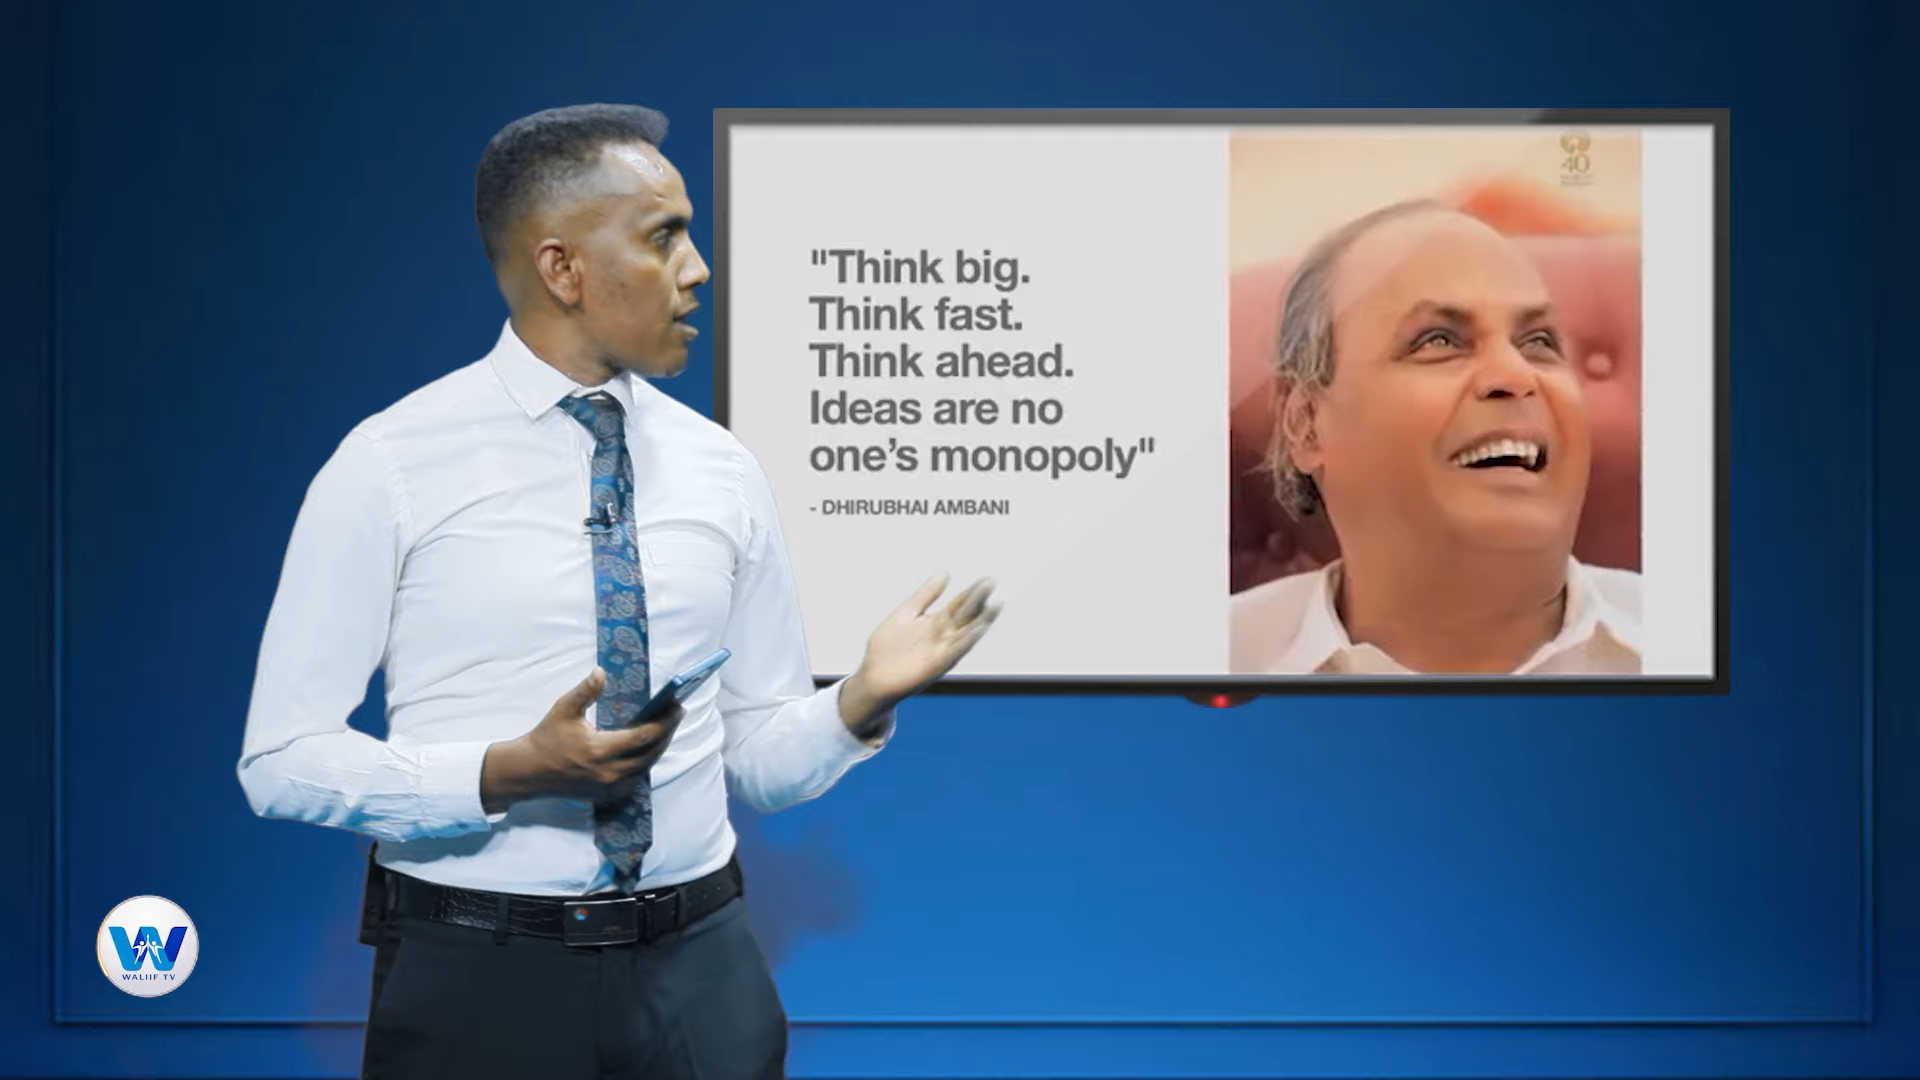 "Think big.
Think fast.
Think ahead.
Ideas are no
one’s monopoly"
- DHIRUBHAI AMBANI
40
WALIIF TV